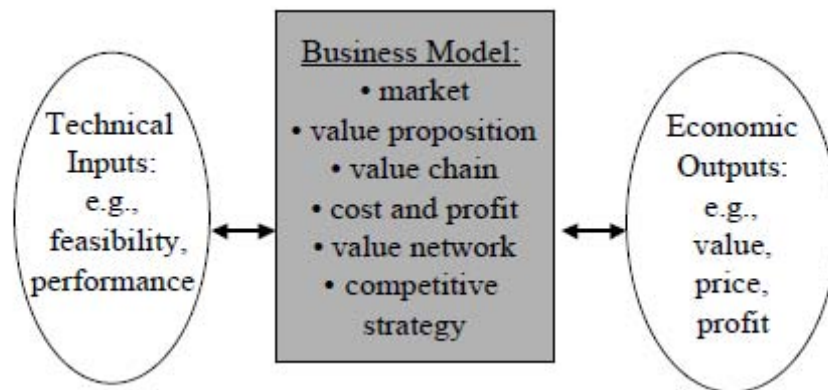 Technical
Inputs:
e.g.,
feasibility,
performance
Business Model:
• market
• value proposition
• value chain
• cost and profit
• value network
• competitive
strategy
Economic
Outputs:
e.g.,
value,
price,
profit